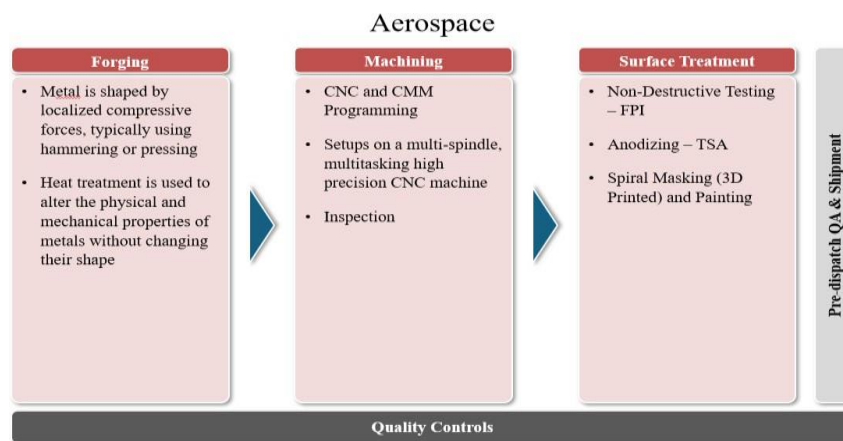 Aerospace
Forging
• Metal is shaped by
localized compressive
forces, typically using
hammering or pressing
• Heat treatment is used to
alter the physical and
mechanical properties of
metals without changing
their shape
Machining
• CNC and CMM
Programming
• Setups on a multi-spindle,
multitasking high
precision CNC machine
• Inspection
Surface Treatment
• Non-Destructive Testing
– FPI
• Anodizing – TSA
• Spiral Masking (3D
Printed) and Painting
Pre-dispatch QA & Shipment
Quality Controls